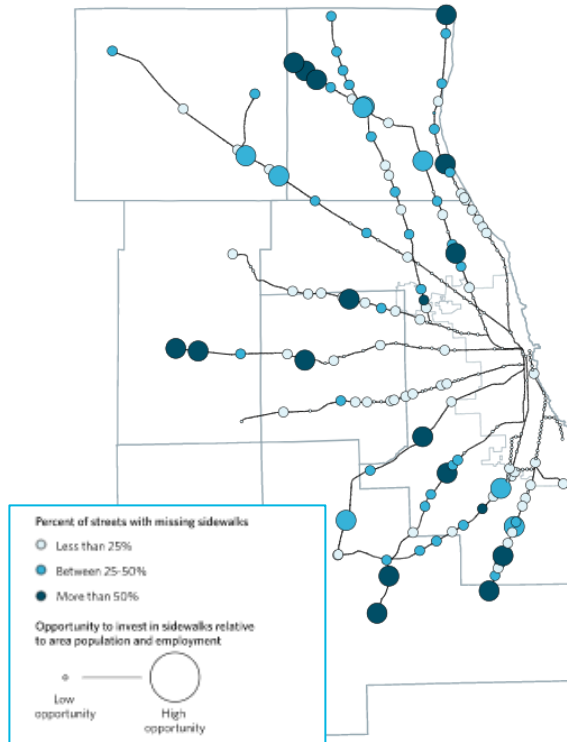 Percent of streets with missing sidewalks
Less than 25%
Between 25-50%
More than 50%
Opportunity to invest in sidewalks relative
to area population and employment
Low
opportunity
High
opportunity